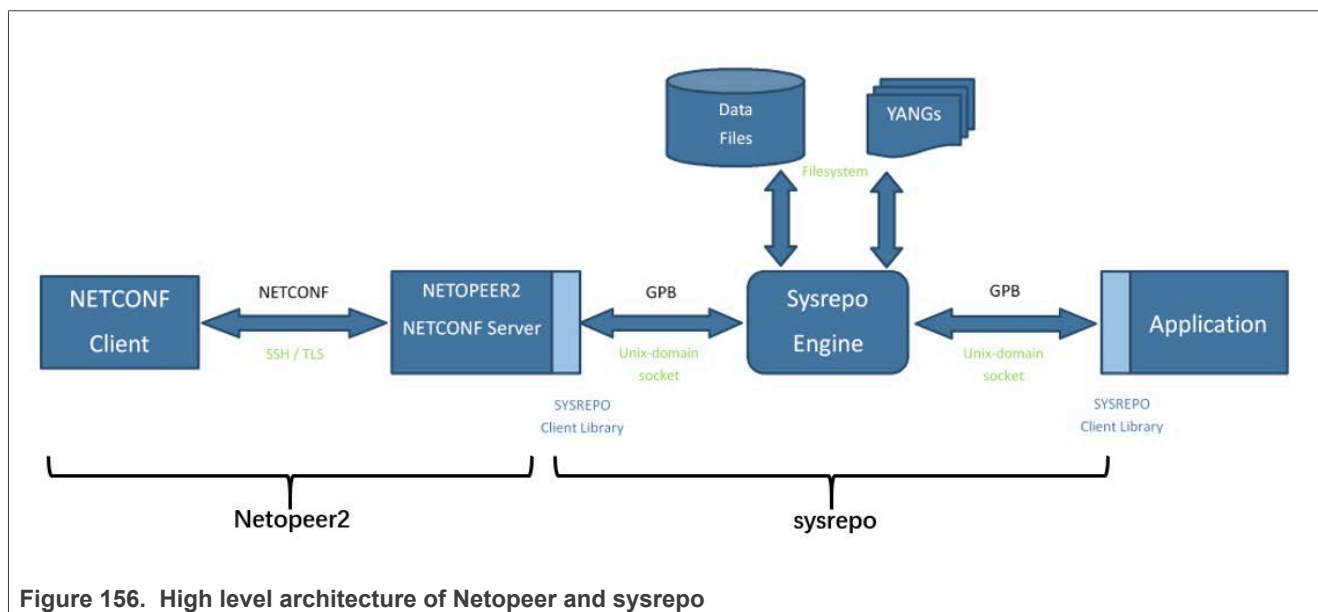 Data
Files
YANGs
Filesystem
NETCONF
Client
NETCONF
SSH / TLS
NETOPEER2
NETCONF Server
GPB
Unix-domain
socket
Sysrepo
Engine
GPB
Unix-domain
socket
Application
SYSREPO
Client Library
SYSREPO
Client Library
Netopeer2
sysrepo
Figure 156. High level architecture of Netopeer and sysrepo